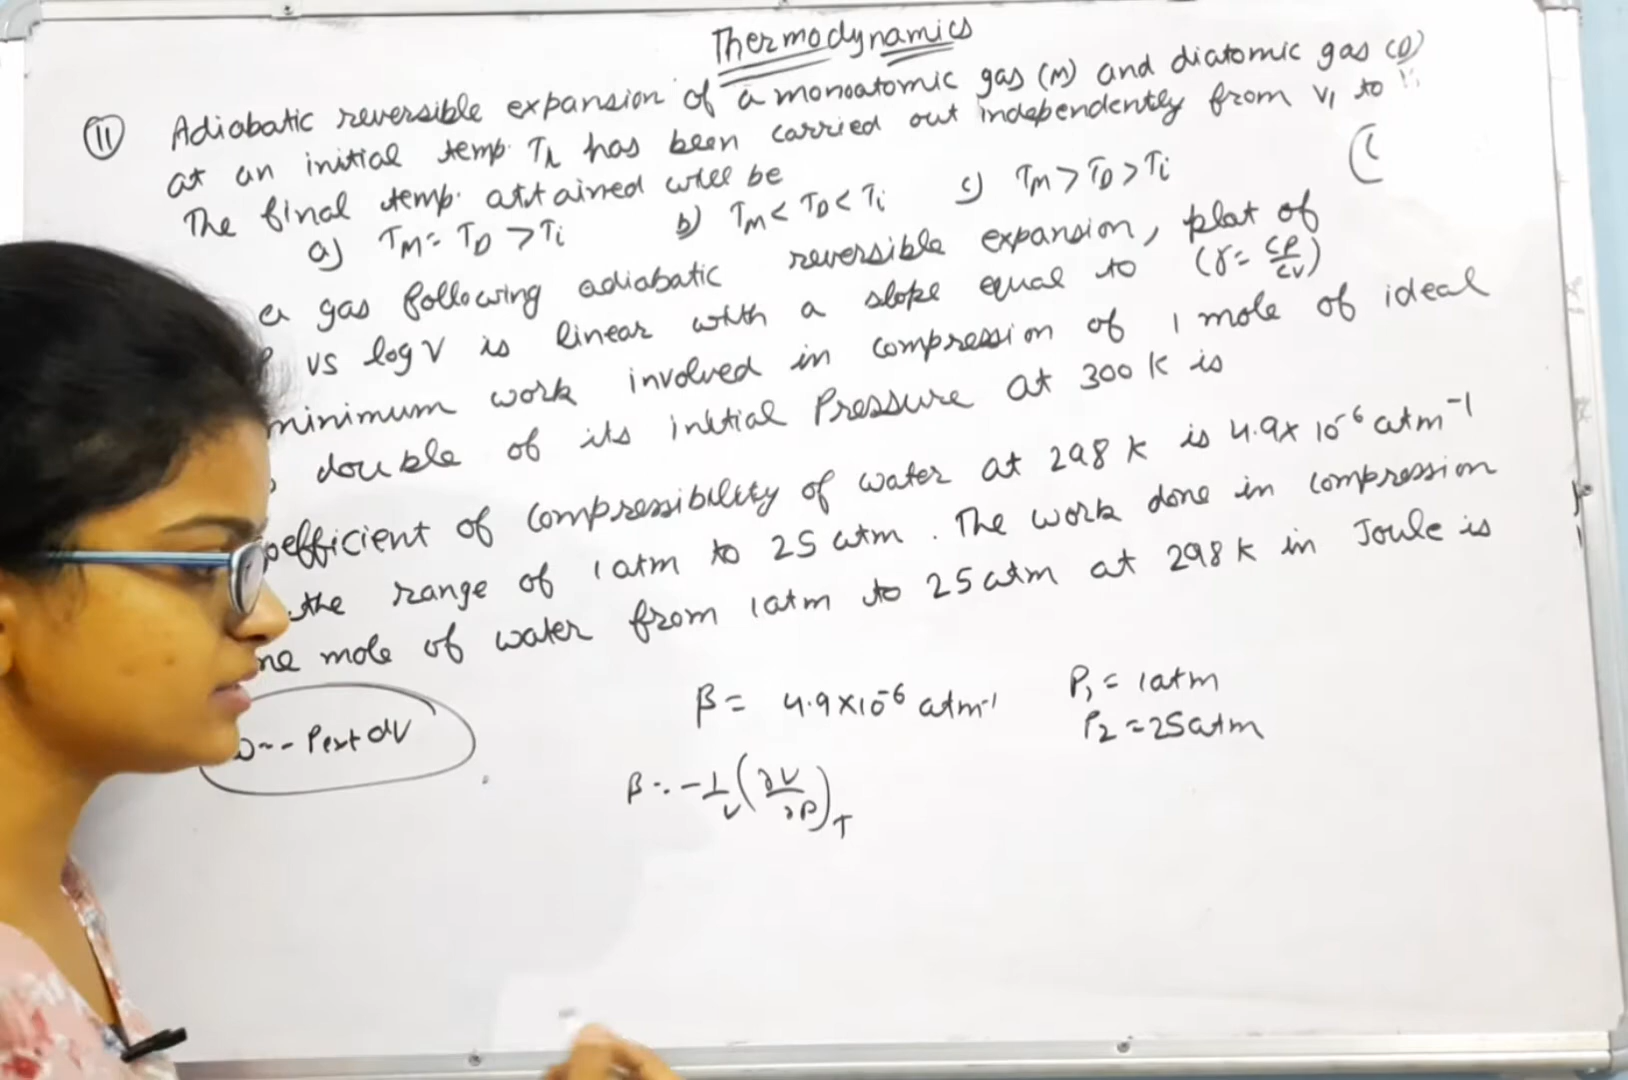 Thermodynamics
(11) Adiabatic reversible expansion of a monoatomic gas (M) and diatomic gas (D)
at an initial temp. Ti has been carried out independently from V1 to
The final temp. attained will be
a) TM = TD > Ti b) TM < TD < Ti c) TM > TD > Ti
a gas following adiabatic reversible expansion, plot of
vs log V is linear with a slope equal to (γ = CP/CV)
minimum work involved in compression of 1 mole of ideal
double of its initial Pressure at 300 K is
oefficient of compressibility of water at 298 K is 4.9 x 10⁻⁶ atm⁻¹
the range of 1 atm to 25 atm. The work done in compression
ne mole of water from 1 atm to 25 atm at 298 K in Joule is
β = 4.9 x 10⁻⁶ atm⁻¹
P1 = 1 atm
P2 = 25 atm
= - Pext dV
β = -1/V (∂V/∂P)T